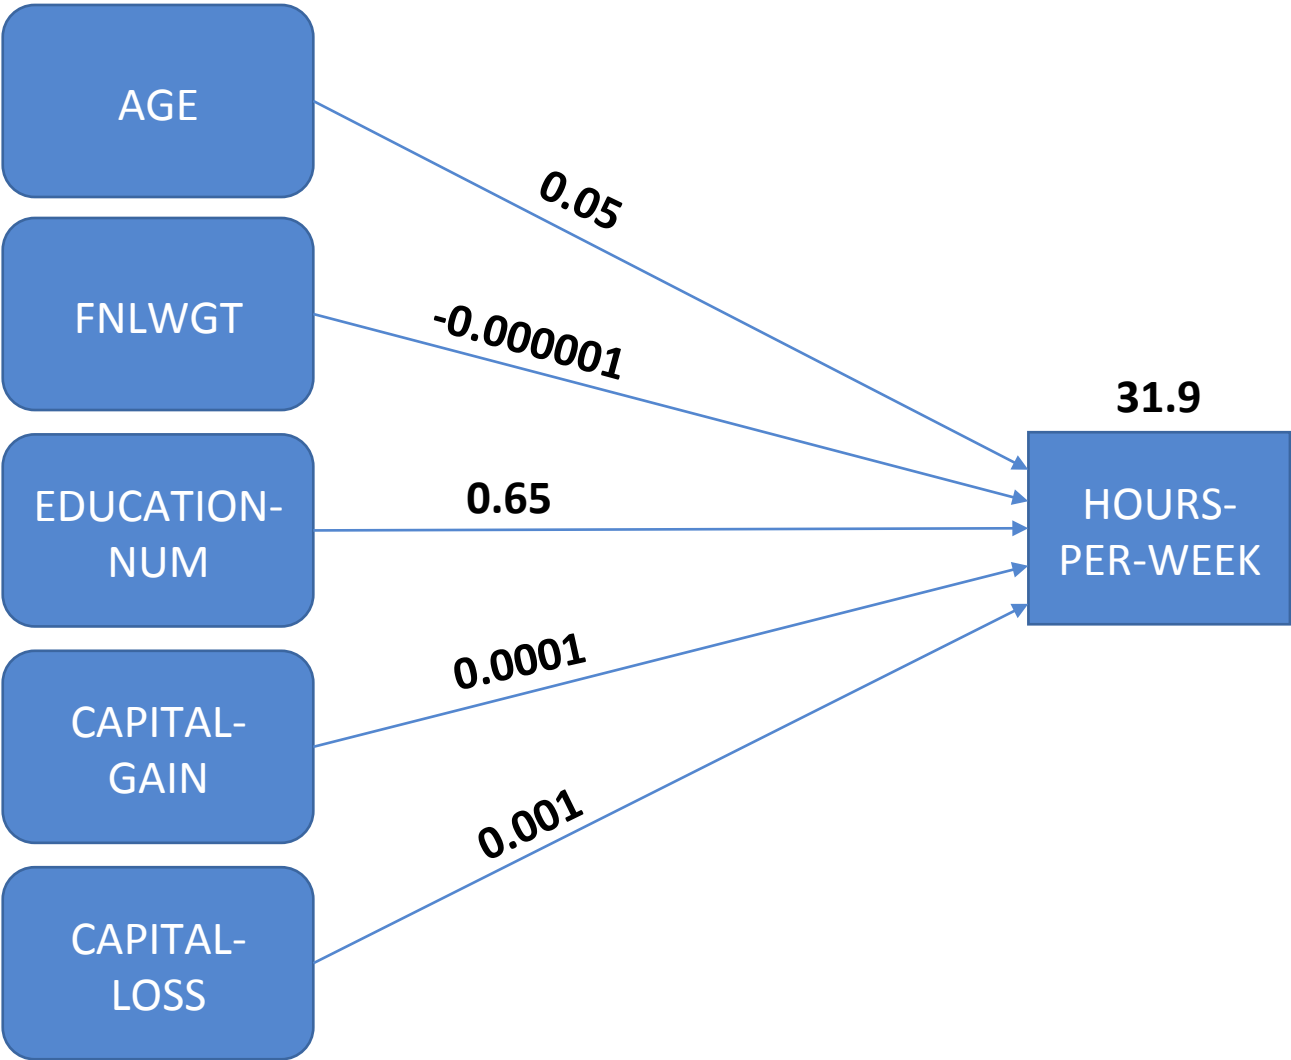 AGE
0.05
FNLWGT
-0.000001
31.9
EDUCATION-
NUM
0.65
HOURS-
PER-WEEK
CAPITAL-
GAIN
0.0001
CAPITAL-
LOSS
0.001